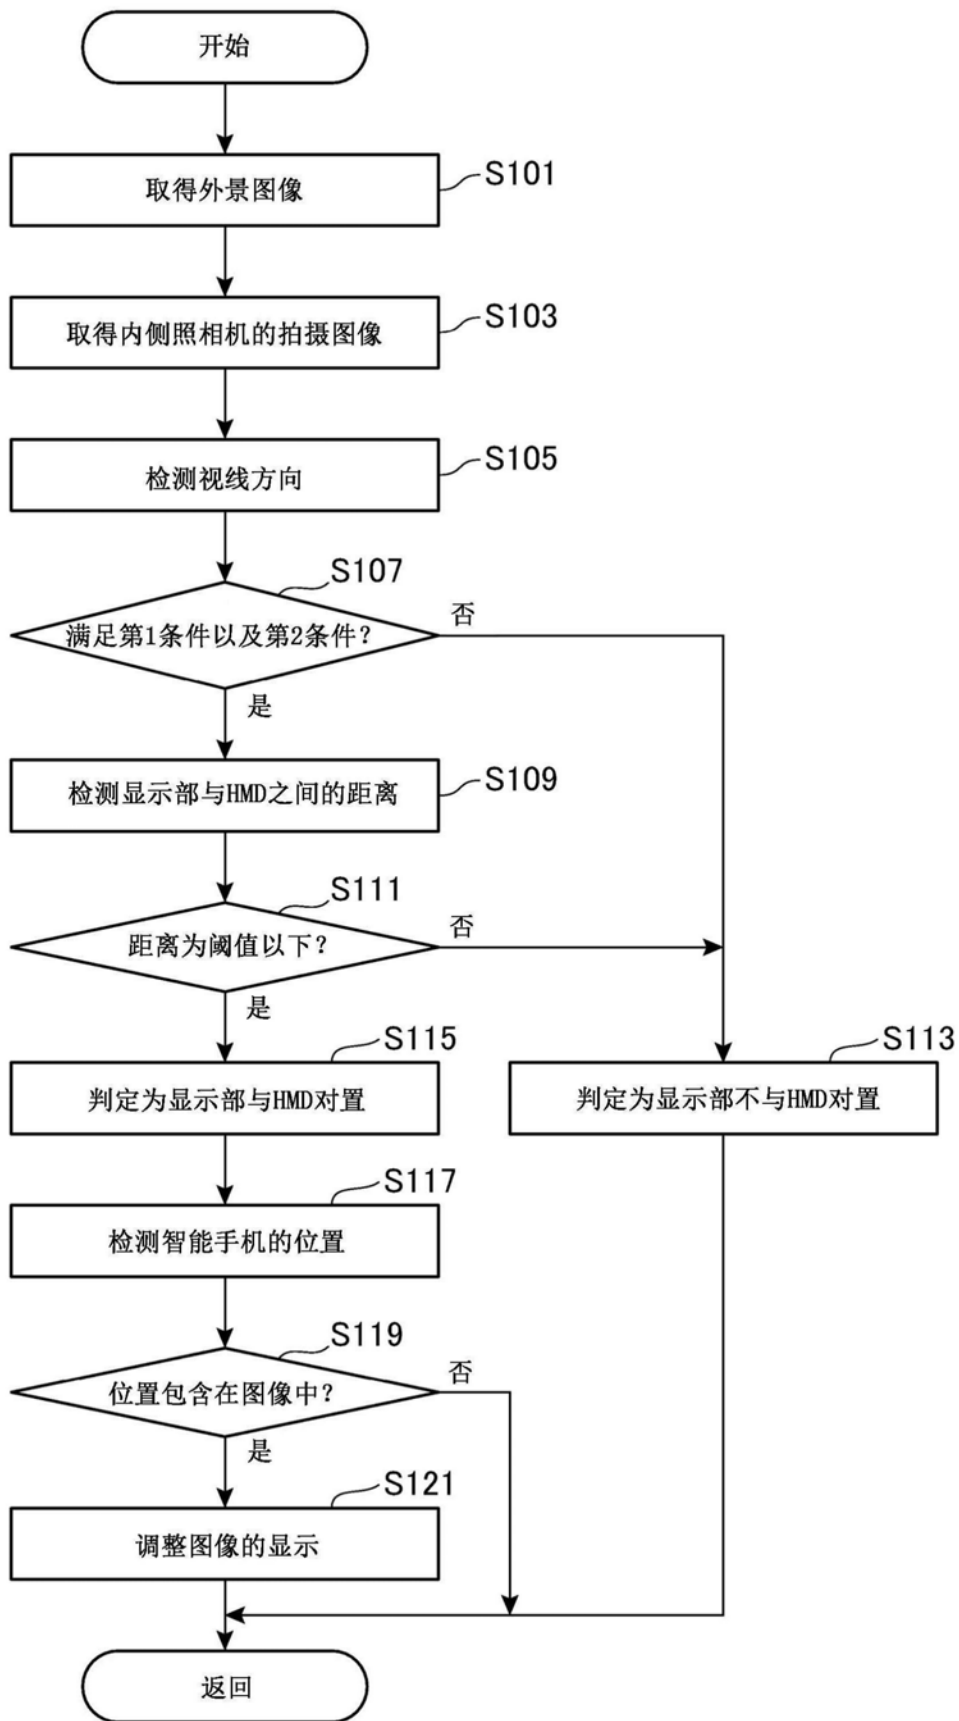 开始
取得外景图像
S101
取得内侧照相机的拍摄图像
S103
检测视线方向
S105
S107
满足第1条件以及第2条件？
否
是
检测显示部与HMD之间的距离
S109
S111
距离为阈值以下？
否
是
S115
判定为显示部与HMD对置
S113
判定为显示部不与HMD对置
S117
检测智能手机的位置
S119
位置包含在图像中？
否
是
S121
调整图像的显示
返回